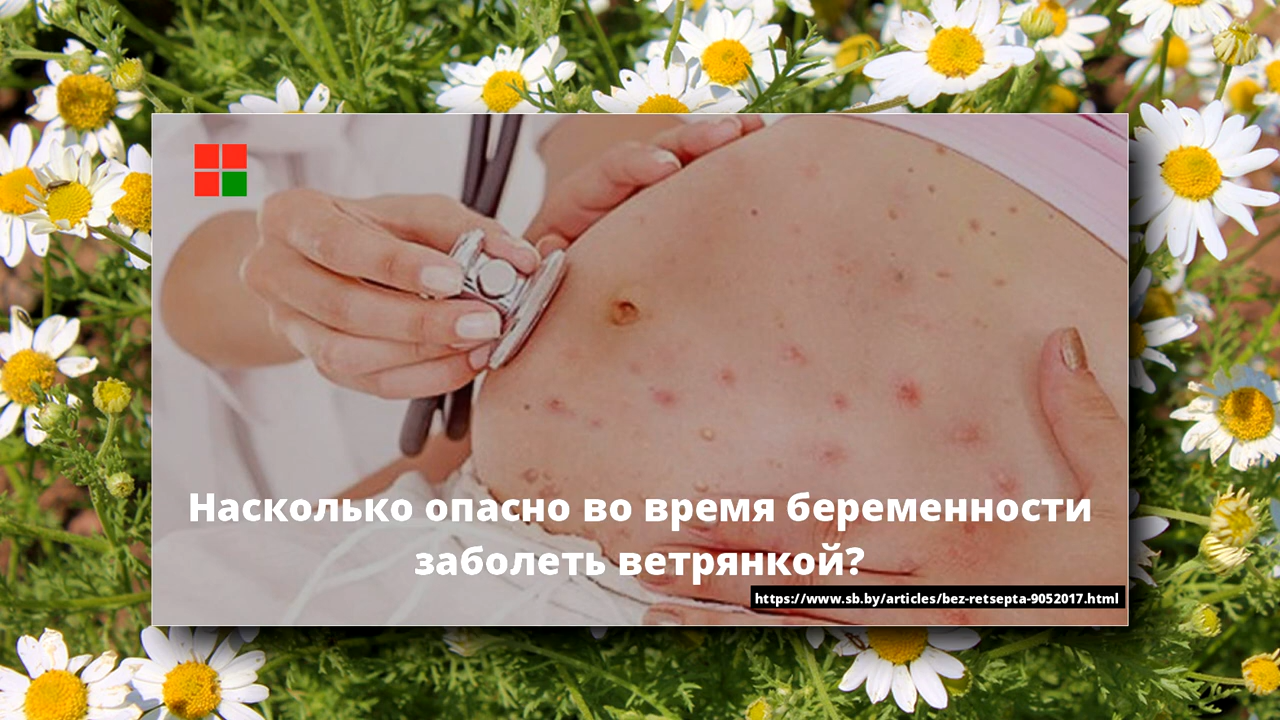 Насколько опасно во время беременности
заболеть ветрянкой?
https://www.sb.by/articles/bez-retsepta-9052017.html